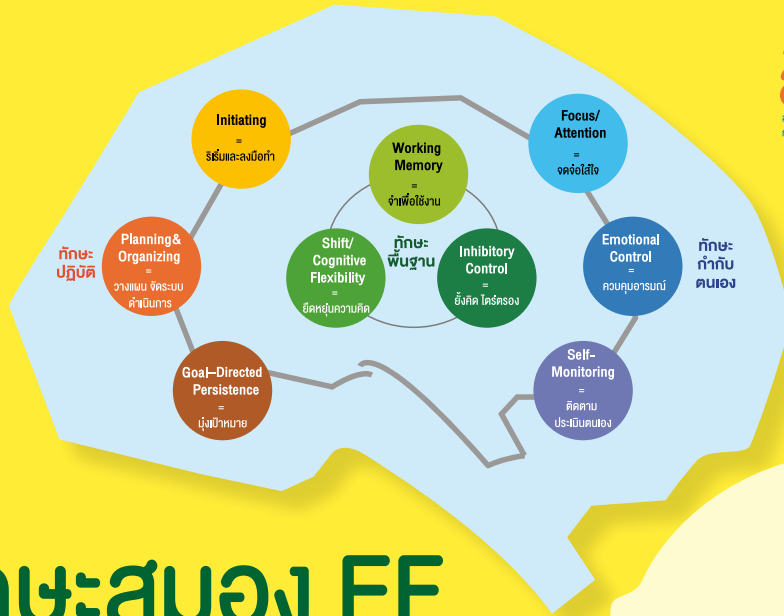 Initiating
=
ริเริ่มและลงมือทำ
Focus/
Attention
=
จดจ่อใส่ใจ
Working
Memory
=
จำเพื่อใช้งาน
ทักษะ
ปฏิบัติ
Planning&
Organizing
=
วางแผน จัดระบบ
ดำเนินการ
Shift/
Cognitive
Flexibility
=
ยืดหยุ่นความคิด
ทักษะ
พื้นฐาน
Inhibitory
Control
=
ยั้งคิด ไตร่ตรอง
Emotional
Control
=
ควบคุมอารมณ์
ทักษะ
กำกับ
ตนเอง
Goal–Directed
Persistence
=
มุ่งเป้าหมาย
Self-
Monitoring
=
ติดตาม
ประเมินตนเอง
กษะสมอง EF